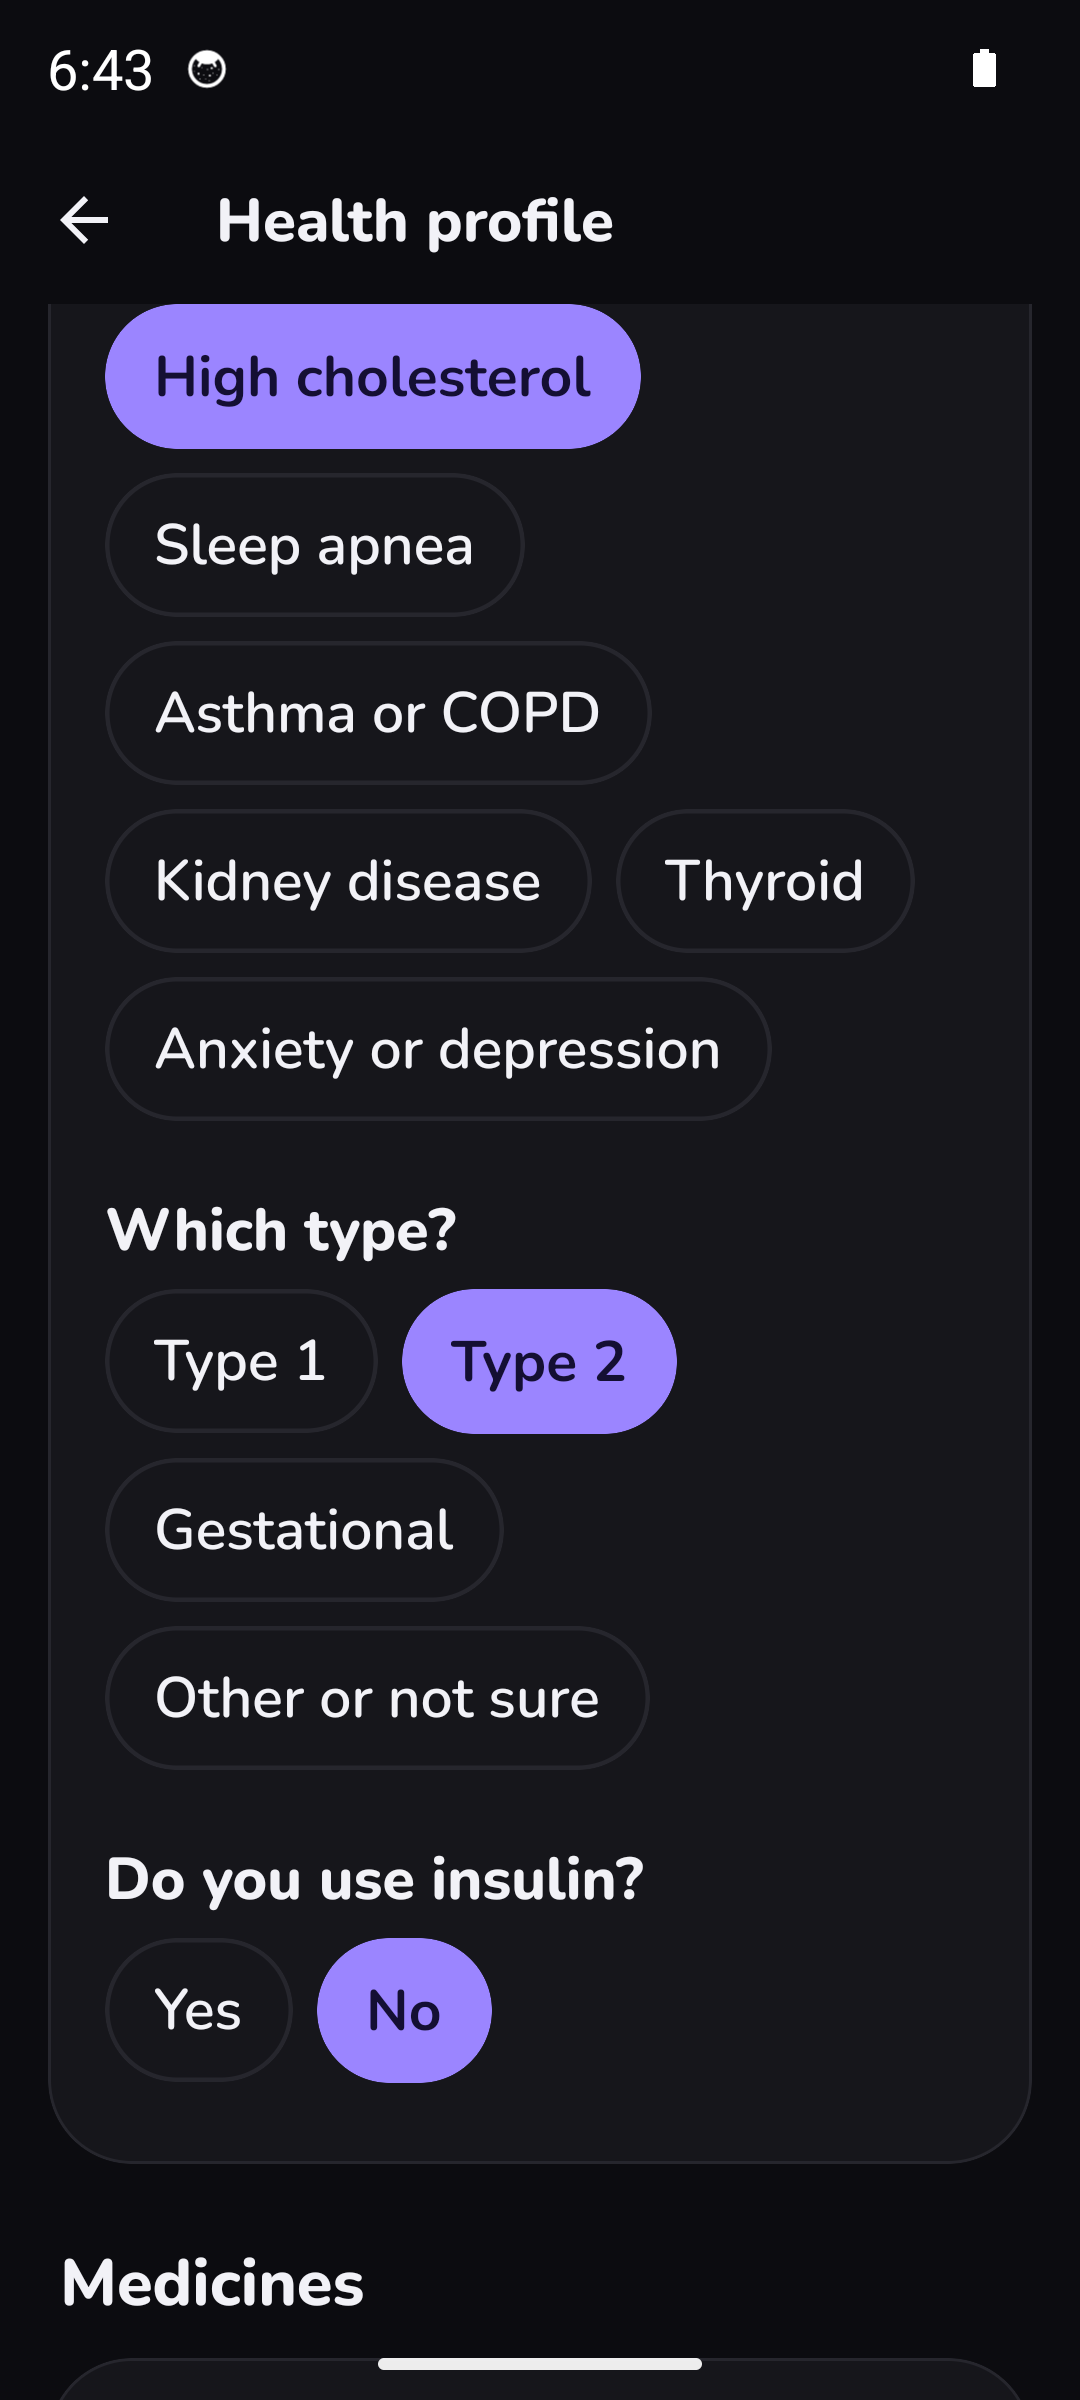 6:43
Health profile
High cholesterol
Sleep apnea
Asthma or COPD
Kidney disease
Thyroid
Anxiety or depression
Which type?
Type 1
Type 2
Gestational
Other or not sure
Do you use insulin?
Yes
No
Medicines